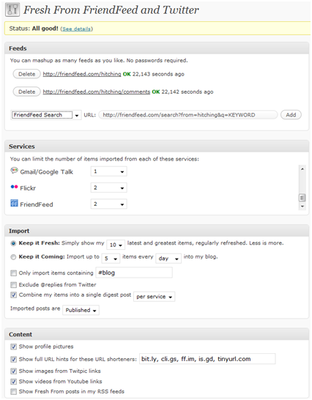 Fresh From FriendFeed and Twitter
Status: All good! (See details)
Feeds
You can mashup as many feeds as you like. No passwords required.
Delete http://friendfeed.com/hitching OK 22,143 seconds ago
Delete http://friendfeed.com/hitching/comments OK 22,142 seconds ago
FriendFeed Search URL: http://friendfeed.com/search?from=hitching&q=KEYWORD Add
Services
You can limit the number of items imported from each of these services:
Gmail/Google Talk 1
Flickr 2
FriendFeed 2
Import
Keep it Fresh: Simply show my 10 latest and greatest items, regularly refreshed. Less is more.
Keep it Coming: Import up to 5 items every day into my blog.
Only import items containing #blog
Exclude @replies from Twitter
Combine my items into a single digest post per service
Imported posts are Published
Content
Show profile pictures
Show full URL hints for these URL shorteners: bit.ly, cli.gs, ff.im, is.gd, tinyurl.com
Show images from Twitpic links
Show videos from Youtube links
Show Fresh From posts in my RSS feeds